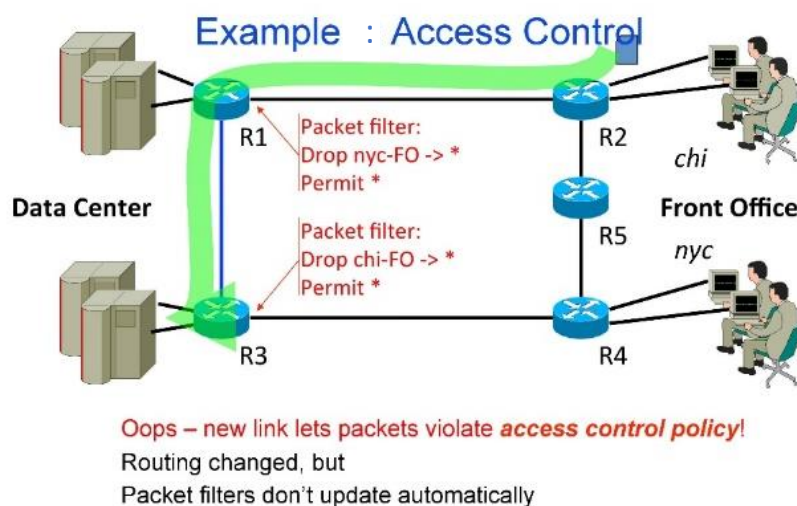 Example : Access Control
R1
Packet filter:
Drop nyc-FO -> *
Permit *
R2
chi
Data Center
R5
Front Office
nyc
Packet filter:
Drop chi-FO -> *
Permit *
R3
R4
Oops – new link lets packets violate access control policy!
Routing changed, but
Packet filters don't update automatically